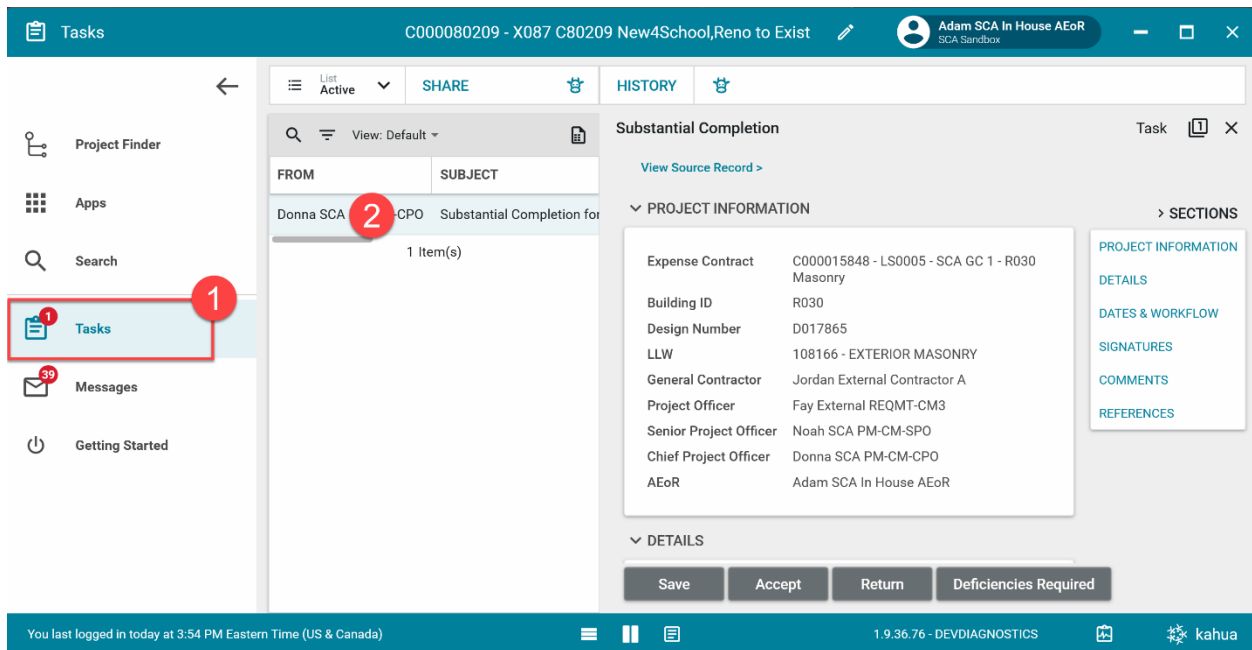 Tasks
C000080209 - X087 C80209 New4School,Reno to Exist
Adam SCA In House AEoR
SCA Sandbox
Project Finder
Apps
Search
1
1
Tasks
39
Messages
Getting Started
List
Active
SHARE
HISTORY
View: Default
FROM SUBJECT
Donna SCA 2 -CPO Substantial Completion for
1 Item(s)
Substantial Completion
Task 1
View Source Record >
PROJECT INFORMATION
Expense Contract C000015848 - LS0005 - SCA GC 1 - R030
Masonry
Building ID R030
Design Number D017865
LLW 108166 - EXTERIOR MASONRY
General Contractor Jordan External Contractor A
Project Officer Fay External REQMT-CM3
Senior Project Officer Noah SCA PM-CM-SPO
Chief Project Officer Donna SCA PM-CM-CPO
AEoR Adam SCA In House AEoR
DETAILS
Save Accept Return Deficiencies Required
> SECTIONS
PROJECT INFORMATION
DETAILS
DATES & WORKFLOW
SIGNATURES
COMMENTS
REFERENCES
You last logged in today at 3:54 PM Eastern Time (US & Canada)
1.9.36.76 - DEVDIAGNOSTICS
kahua